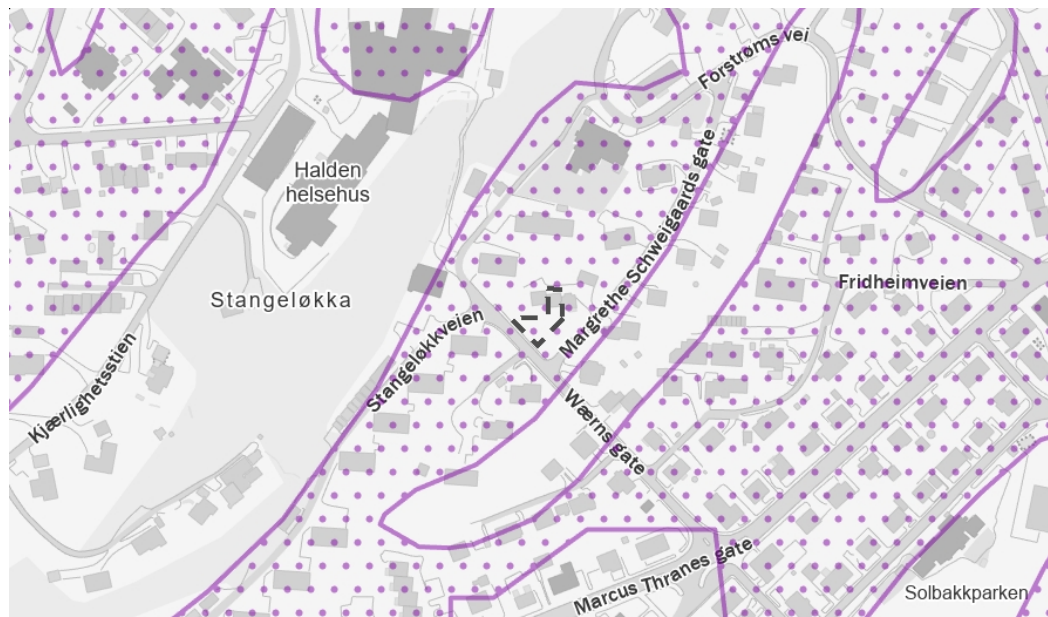 Forstrøms vei
Halden
helsehus
Margrethe Schweigaards gate
Fridheimveien
Stangeløkka
Stangeløkkveien
Kjærlighetsstien
Wærns gate
Marcus Thranes gate
Solbakkparken